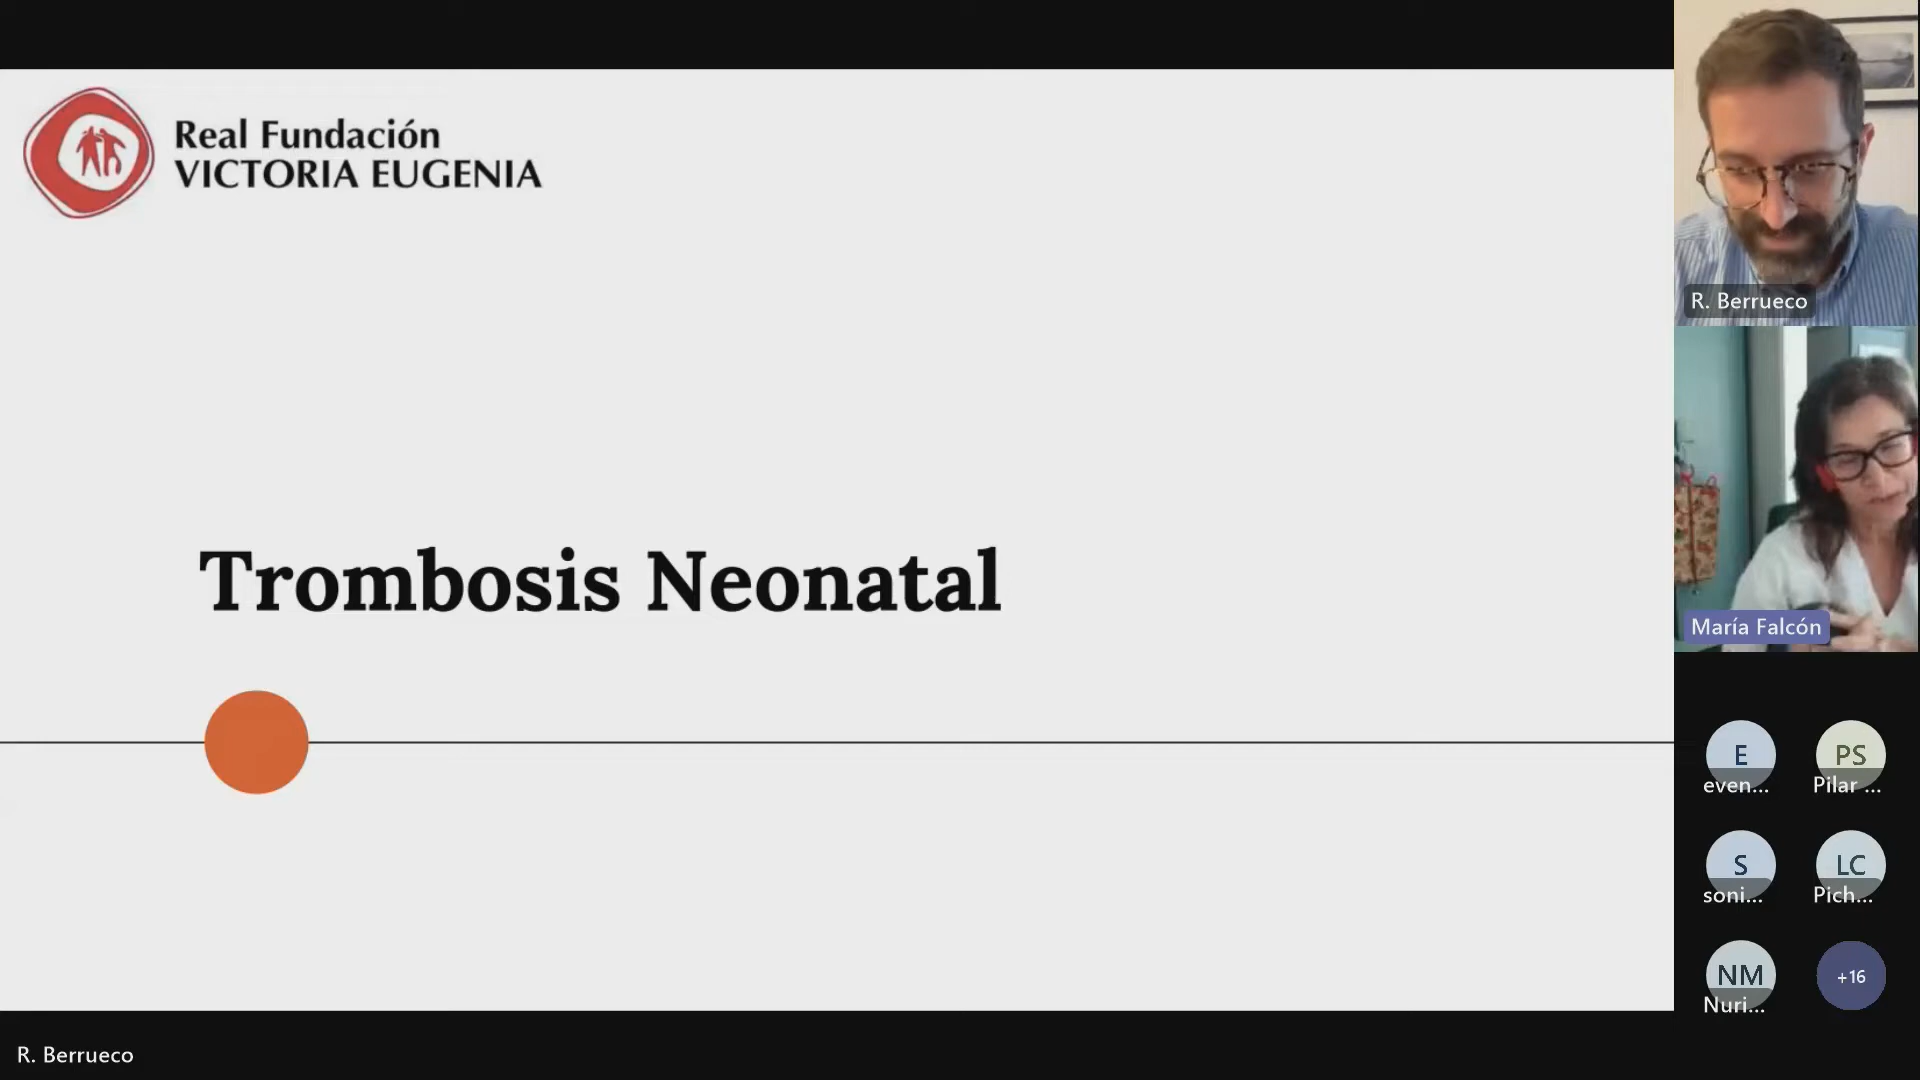 Real Fundación
VICTORIA EUGENIA
Trombosis Neonatal
R. Berrueco
María Falcón
E
even...
PS
Pilar ...
S
soni...
LC
Pich...
NM
Nuri...
+16
R. Berrueco